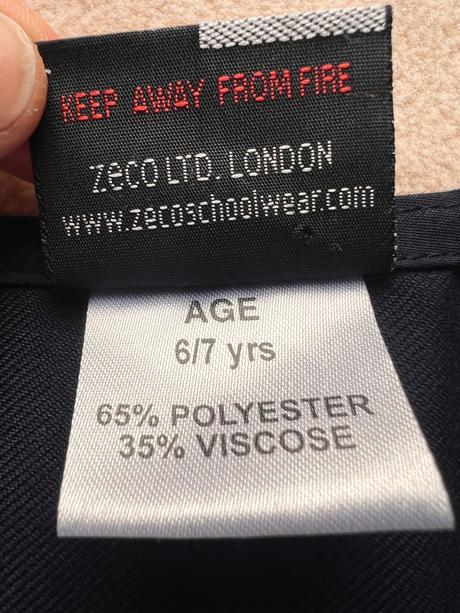 KEEP AWAY FROM FIRE
zeco LTD. LONDON
www.zecoschoolwear.com
AGE
6/7 yrs
65% POLYESTER
35% VISCOSE